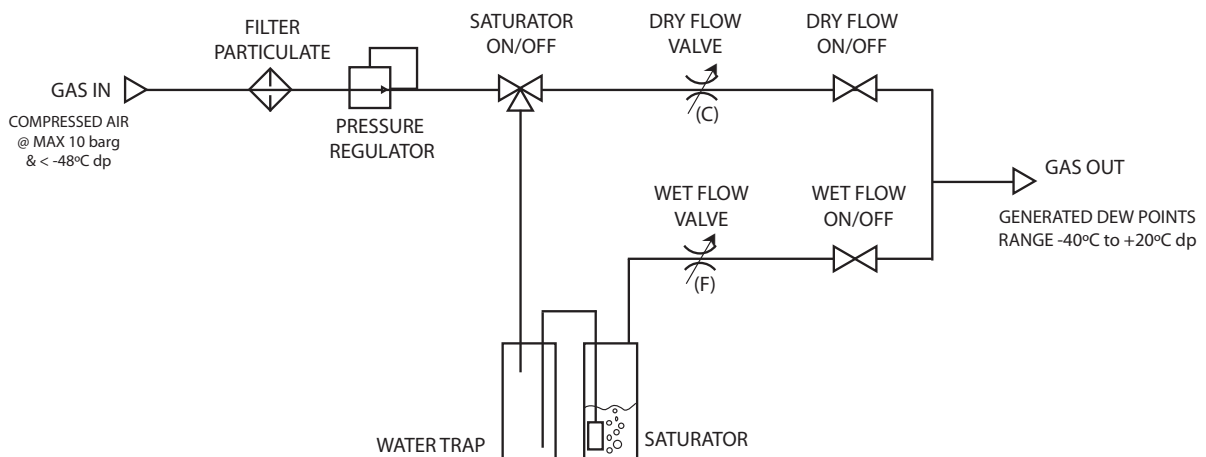 FILTER
PARTICULATE
SATURATOR
ON/OFF
DRY FLOW
VALVE
DRY FLOW
ON/OFF
GAS IN
COMPRESSED AIR
@ MAX 10 barg
& < -48ºC dp
PRESSURE
REGULATOR
(C)
WET FLOW
VALVE
WET FLOW
ON/OFF
GAS OUT
GENERATED DEW POINTS
RANGE -40ºC to +20ºC dp
(F)
WATER TRAP
SATURATOR